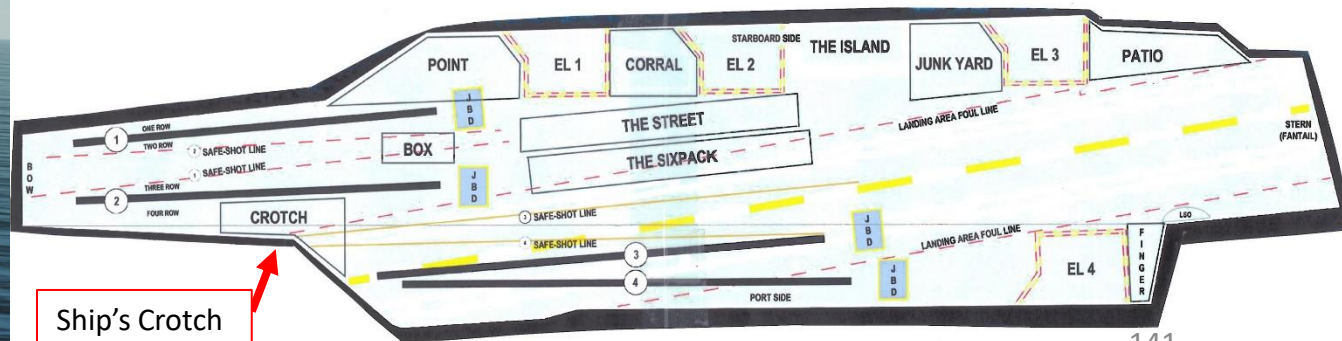 STARBOARD SIDE
THE ISLAND
POINT
EL 1
CORRAL
EL 2
JUNK YARD
EL 3
PATIO
J
B
D
ONE ROW
1
TWO ROW
2 SAFE-SHOT LINE
BOX
THE STREET
LANDING AREA FOUL LINE
STERN
(FANTAIL)
B
O
W
1 SAFE-SHOT LINE
THE SIXPACK
THREE ROW
2
FOUR ROW
J
B
D
CROTCH
3 SAFE-SHOT LINE
4 SAFE-SHOT LINE
3
4
J
B
D
J
B
D
LANDING AREA FOUL LINE
LSO
EL 4
F
I
N
G
E
R
PORT SIDE
Ship's Crotch
141